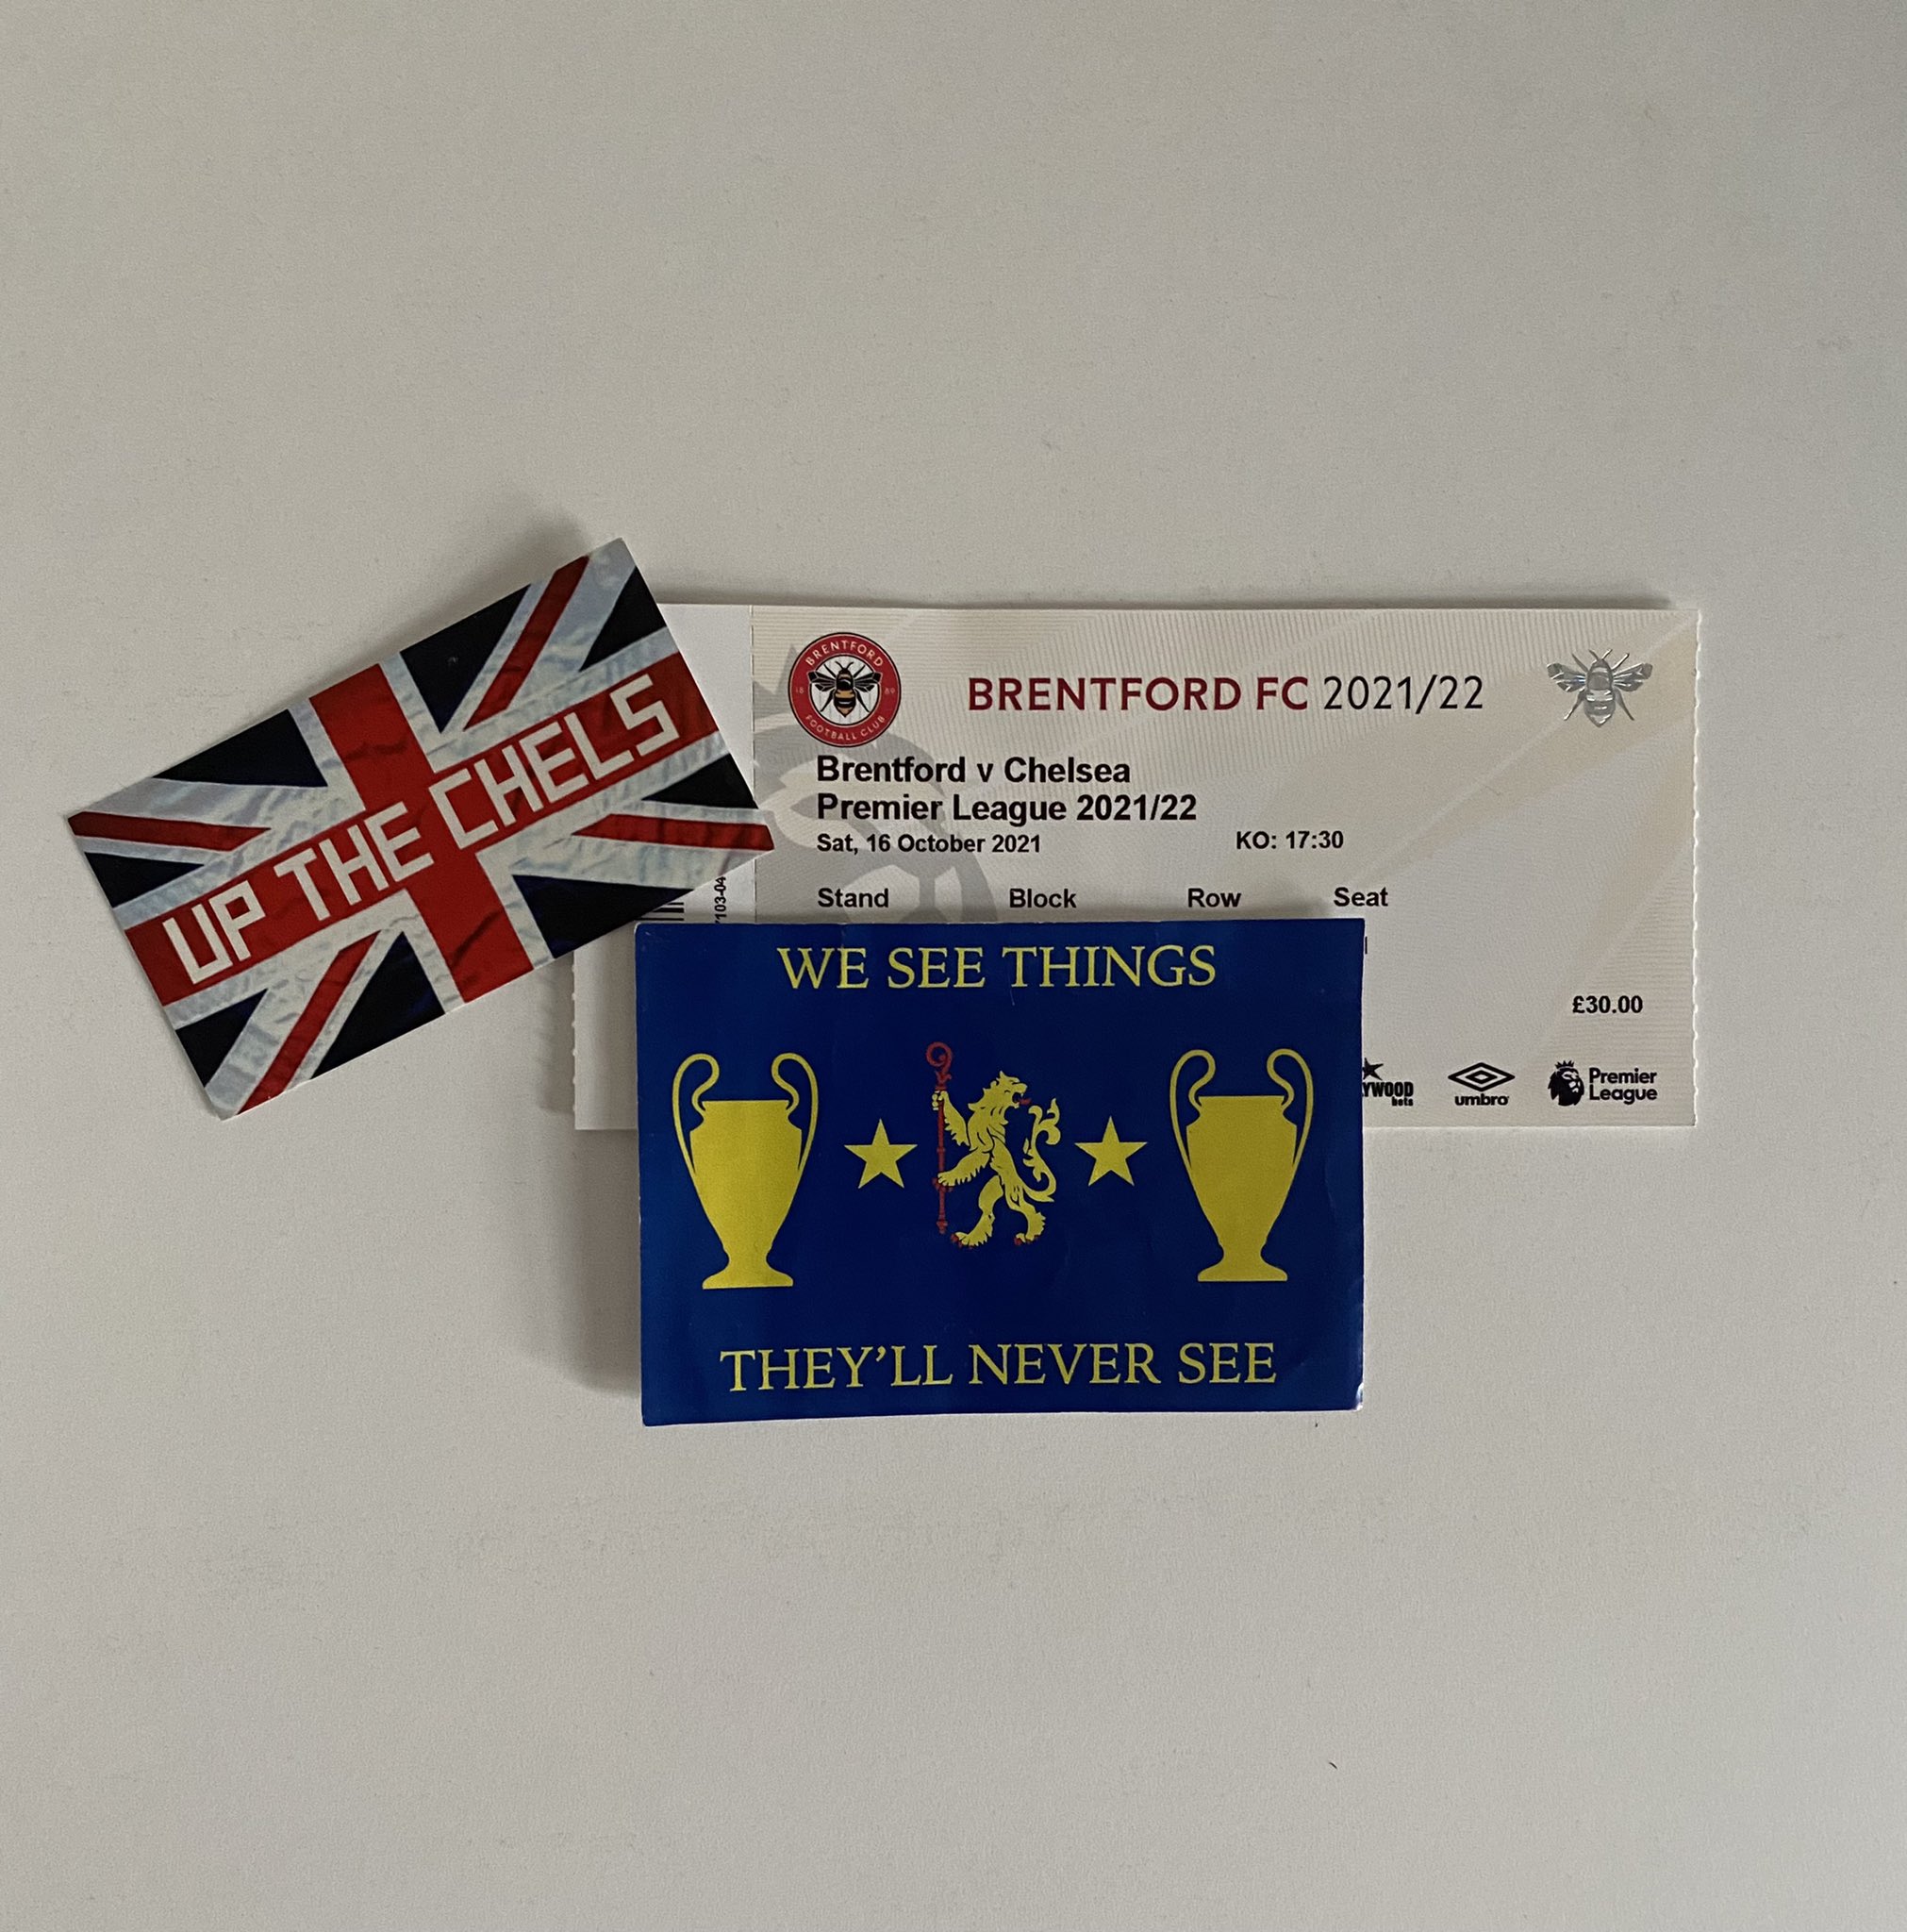 UP THE CHELS
BRENTFORD
18 89
FOOTBALL CLUB
BRENTFORD FC 2021/22
Brentford v Chelsea
Premier League 2021/22
Sat, 16 October 2021 KO: 17:30
Stand Block Row Seat
£30.00
umbro
Premier
League
WE SEE THINGS
THEY'LL NEVER SEE